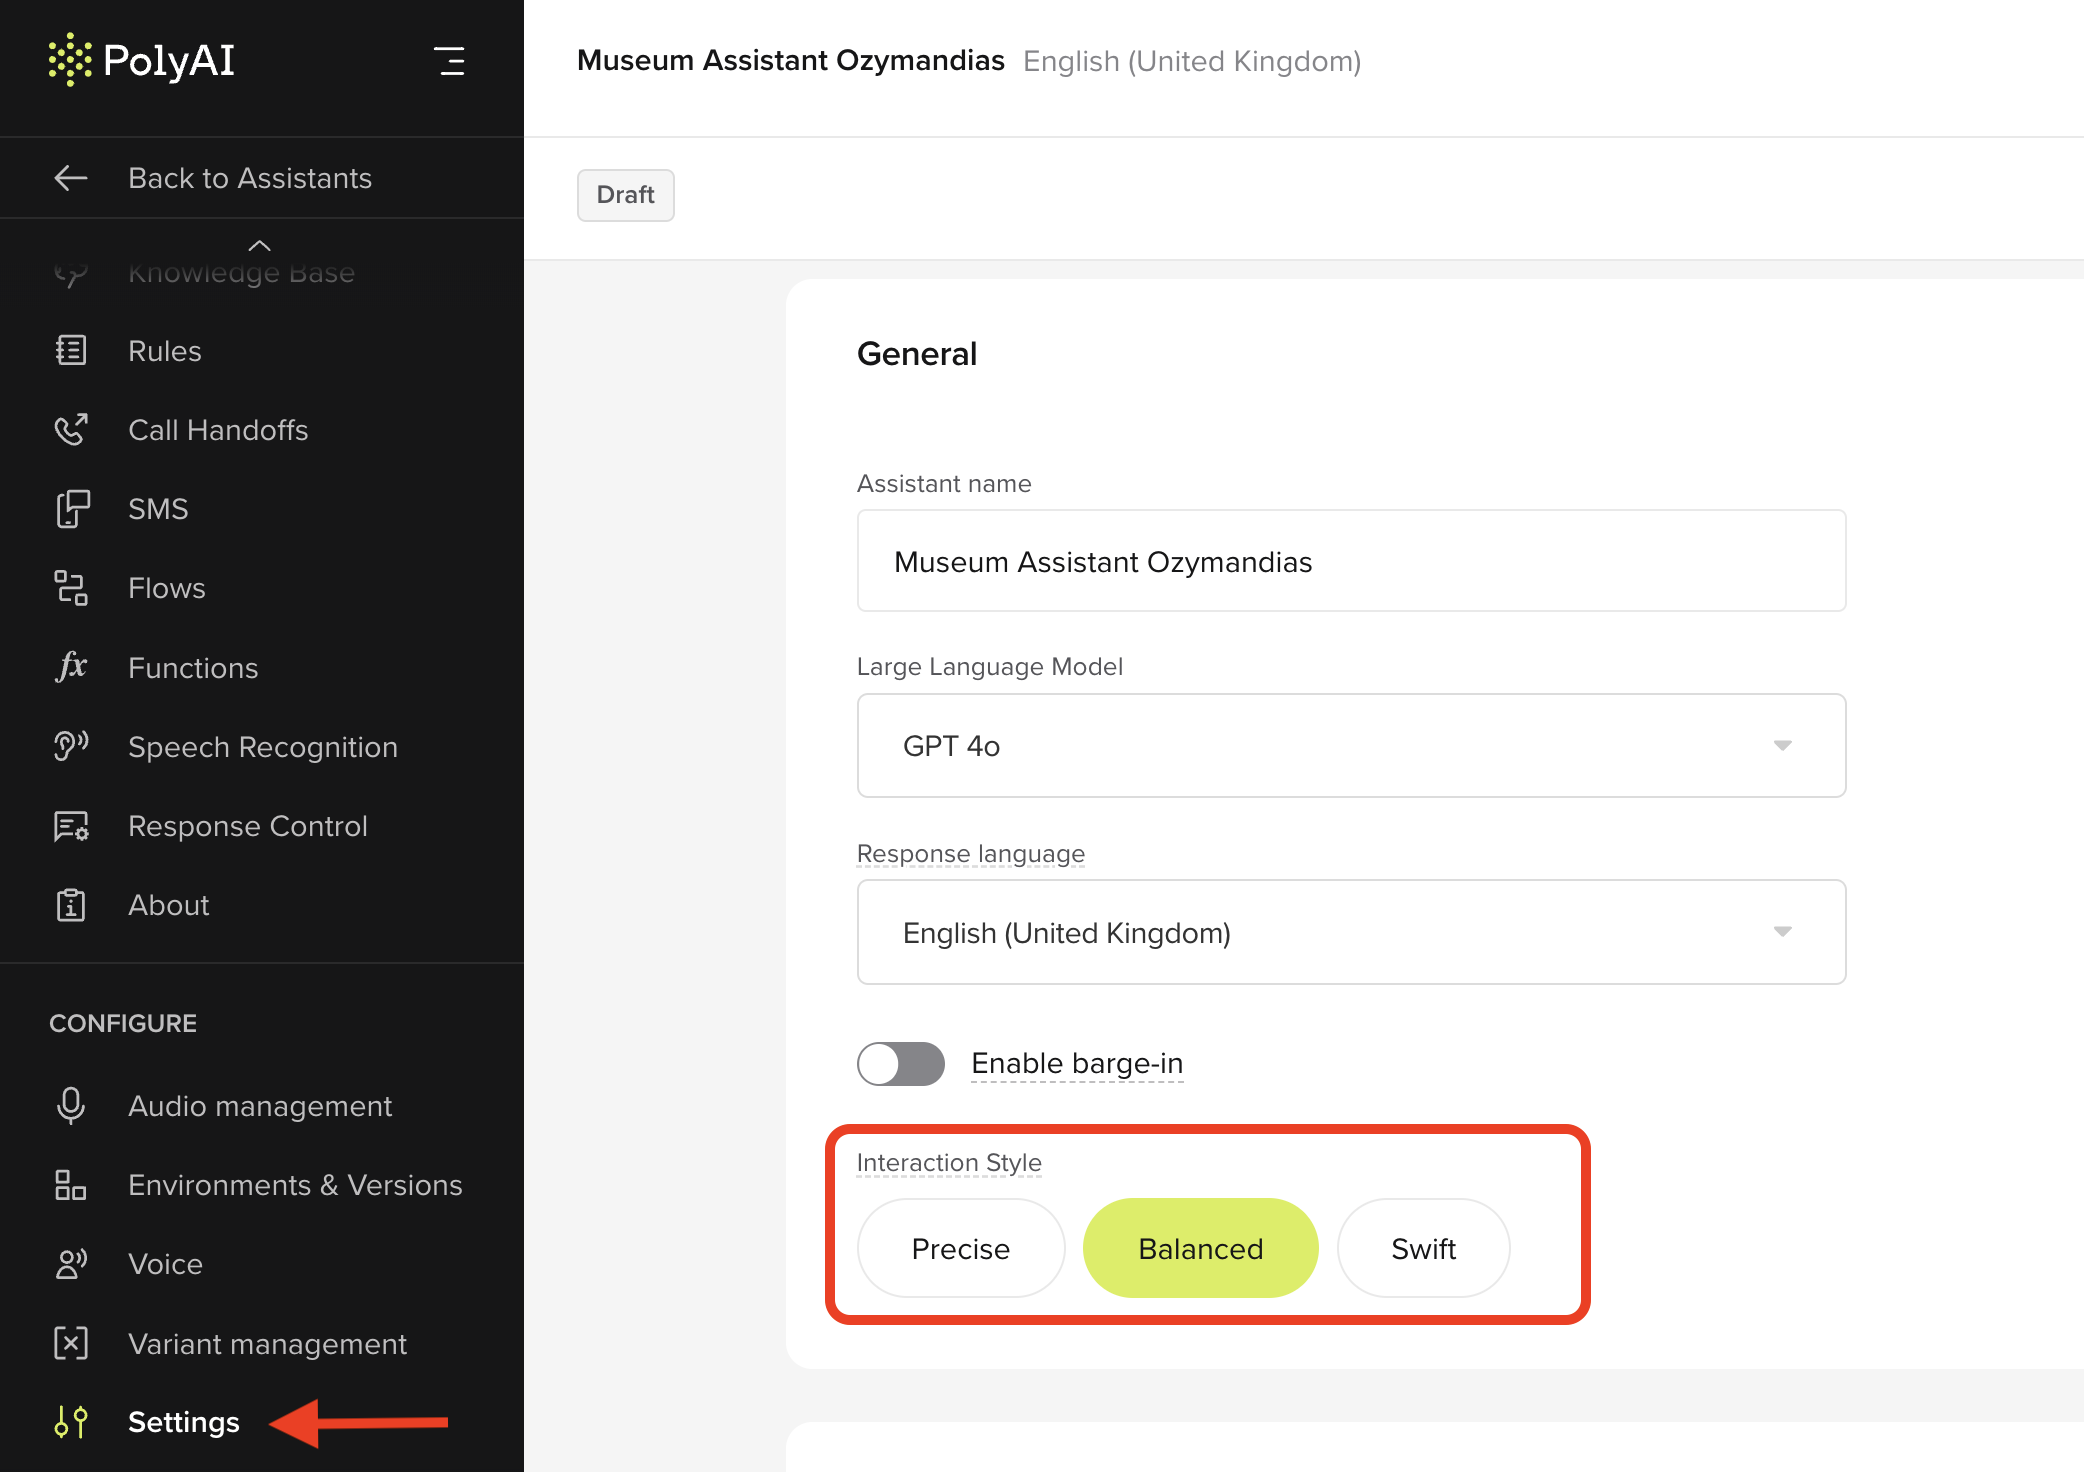 PolyAI
Museum Assistant Ozymandias English (United Kingdom)
Back to Assistants
Draft
Knowledge Base
Rules
Call Handoffs
SMS
Flows
fx Functions
Speech Recognition
Response Control
About
CONFIGURE
Audio management
Environments & Versions
Voice
Variant management
Settings
General
Assistant name
Museum Assistant Ozymandias
Large Language Model
GPT 4o
Response language
English (United Kingdom)
Enable barge-in
Interaction Style
Precise Balanced Swift